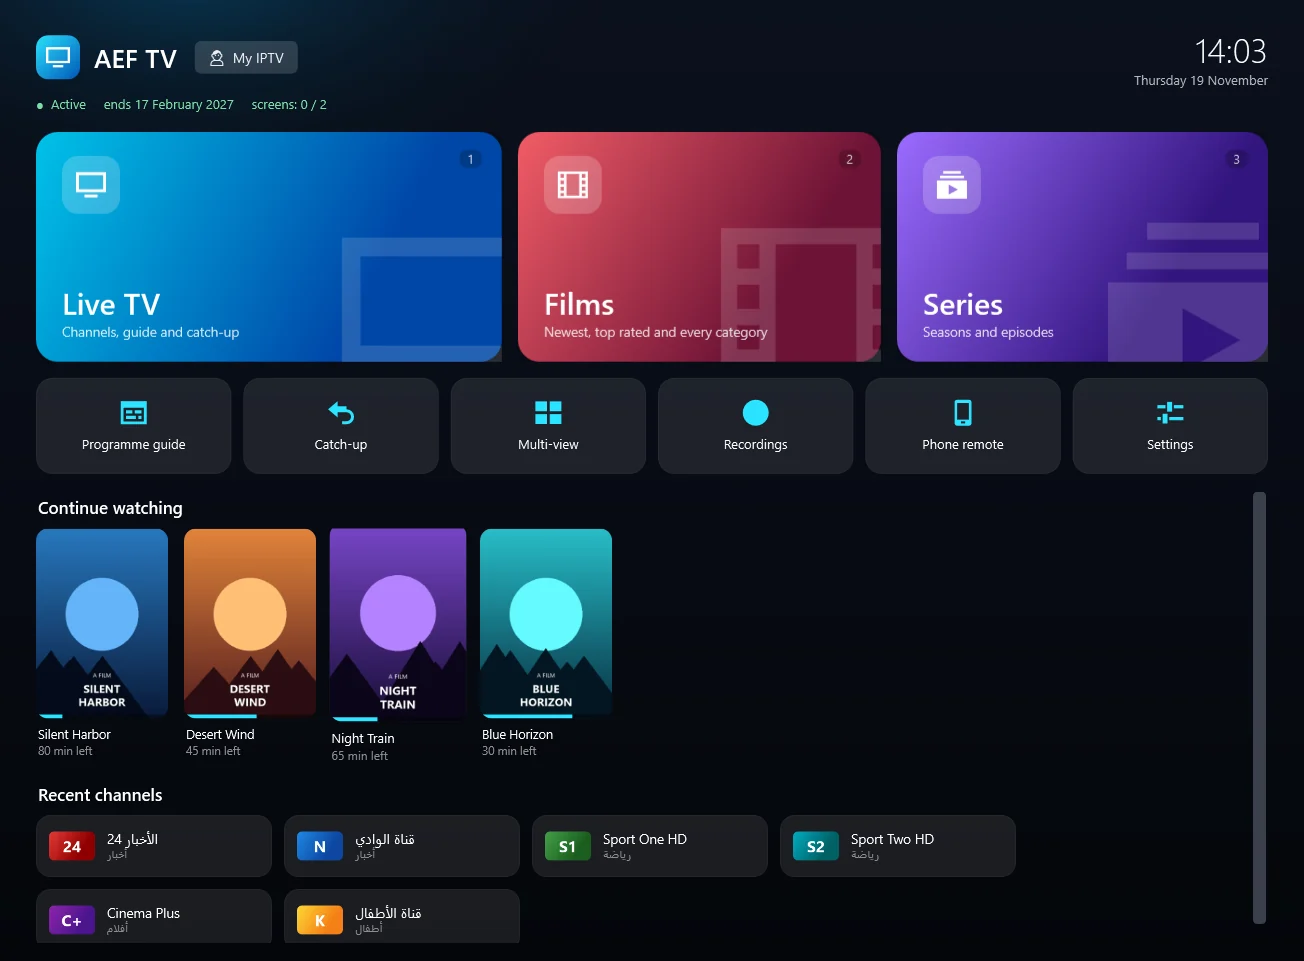 AEF TV
My IPTV
14:03
Thursday 19 November
Active ends 17 February 2027 screens: 0 / 2
1
Live TV
Channels, guide and catch-up
2
Films
Newest, top rated and every category
3
Series
Seasons and episodes
Programme guide
Catch-up
Multi-view
Recordings
Phone remote
Settings
Continue watching
A FILM
SILENT
HARBOR
Silent Harbor
80 min left
A FILM
DESERT
WIND
Desert Wind
45 min left
A FILM
NIGHT
TRAIN
Night Train
65 min left
A FILM
BLUE
HORIZON
Blue Horizon
30 min left
Recent channels
24
الأخبار 24
أخبار
N
قناة الوادي
أخبار
S1
Sport One HD
رياضة
S2
Sport Two HD
رياضة
C+
Cinema Plus
أفلام
K
قناة الأطفال
أطفال